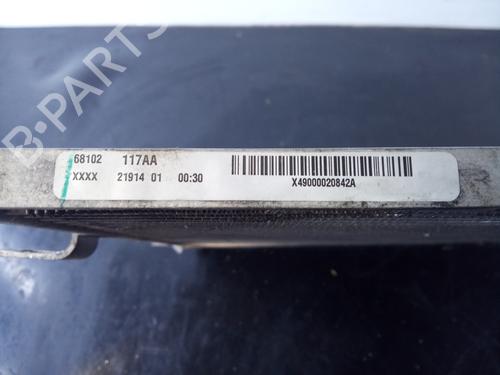 68102 117AA
XXXX 21914 01 00:30
X49000020842A
B-PARTS